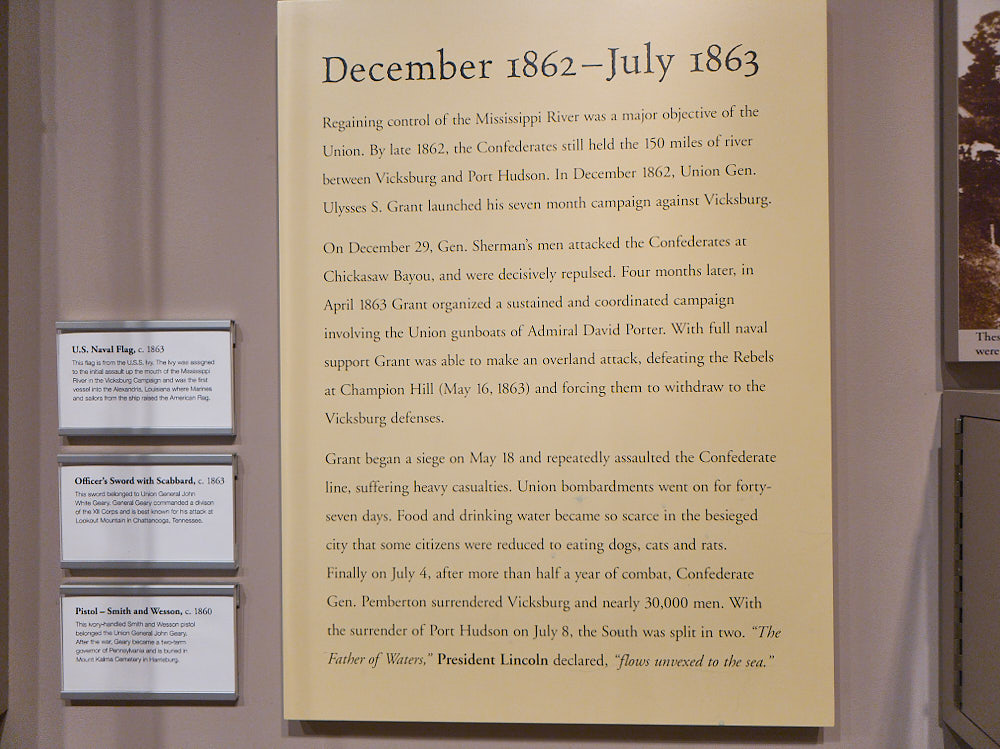 December 1862–July 1863
Regaining control of the Mississippi River was a major objective of the
Union. By late 1862, the Confederates still held the 150 miles of river
between Vicksburg and Port Hudson. In December 1862, Union Gen.
Ulysses S. Grant launched his seven month campaign against Vicksburg.
On December 29, Gen. Sherman's men attacked the Confederates at
Chickasaw Bayou, and were decisively repulsed. Four months later, in
April 1863 Grant organized a sustained and coordinated campaign
involving the Union gunboats of Admiral David Porter. With full naval
support Grant was able to make an overland attack, defeating the Rebels
at Champion Hill (May 16, 1863) and forcing them to withdraw to the
Vicksburg defenses.
Grant began a siege on May 18 and repeatedly assaulted the Confederate
line, suffering heavy casualties. Union bombardments went on for forty-
seven days. Food and drinking water became so scarce in the besieged
city that some citizens were reduced to eating dogs, cats and rats.
Finally on July 4, after more than half a year of combat, Confederate
Gen. Pemberton surrendered Vicksburg and nearly 30,000 men. With
the surrender of Port Hudson on July 8, the South was split in two. "The
Father of Waters," President Lincoln declared, "flows unvexed to the sea."
U.S. Naval Flag, c. 1863
This flag is from the U.S.S. Ivy. The Ivy was assigned
to the initial assault up the mouth of the Mississippi
River in the Vicksburg Campaign and was the first
vessel into the Alexandria, Louisiana where Marines
and sailors from the ship raised the American Flag.
Officer's Sword with Scabbard, c. 1863
This sword belonged to Union General John
White Geary. General Geary commanded a divison
of the XII Corps and is best known for his attack at
Lookout Mountain in Chattanooga, Tennessee.
Pistol – Smith and Wesson, c. 1860
This ivory-handled Smith and Wesson pistol
belonged the Union General John Geary.
After the war, Geary became a two-term
governor of Pennsylvania and is buried in
Mount Kalma Cemetery in Harrisburg.
Thes
were